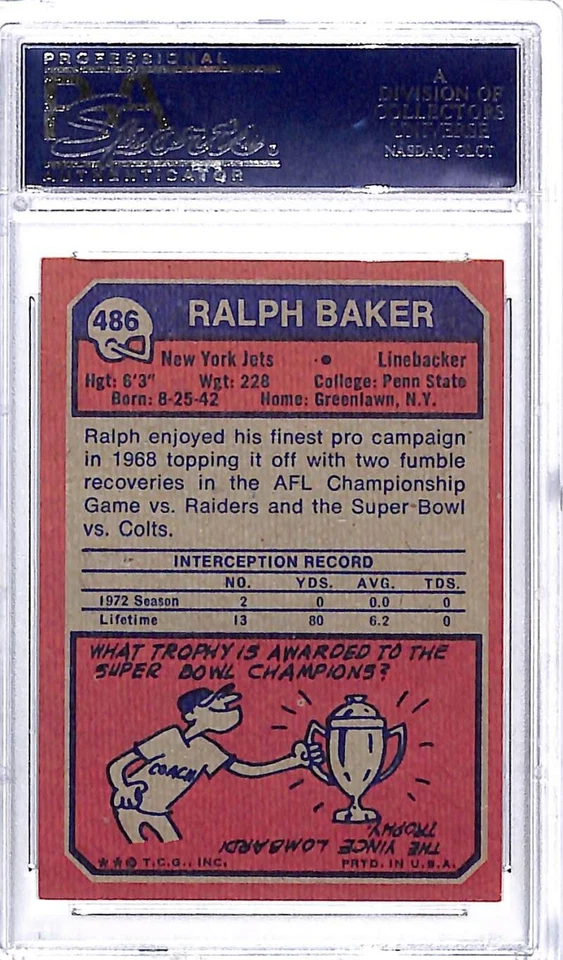 PROFESSIONAL
PSA
Sports
AUTHENTICATOR
A
DIVISION OF
COLLECTORS
UNIVERSE
NASDAQ: CLCT
486
RALPH BAKER
New York Jets • Linebacker
Hgt: 6'3" Wgt: 228 College: Penn State
Born: 8-25-42 Home: Greenlawn, N.Y.
Ralph enjoyed his finest pro campaign
in 1968 topping it off with two fumble
recoveries in the AFL Championship
Game vs. Raiders and the Super Bowl
vs. Colts.
INTERCEPTION RECORD
NO. YDS. AVG. TDS.
1972 Season 2 0 0.0 0
Lifetime 13 80 6.2 0
WHAT TROPHY IS AWARDED TO THE
SUPER BOWL CHAMPIONS?
COACH
THE VINCE LOMBARDI
TROPHY.
★★© T.C.G., INC. PRTD. IN U.S.A.